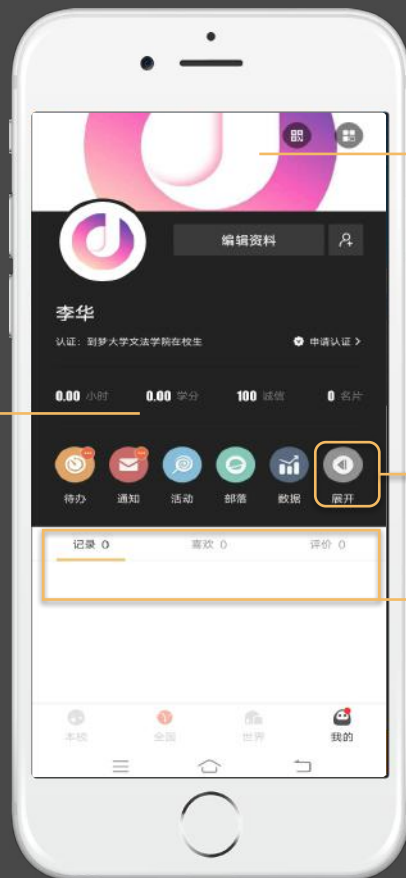 编辑资料
李华
认证：到梦大学文法学院在校生 申请认证 >
0.00 小时 0.00 学分 100 诚信 0 名片
待办 通知 活动 部落 数据 展开
记录 0 喜欢 0 评价 0
本校 全国 世界 我的